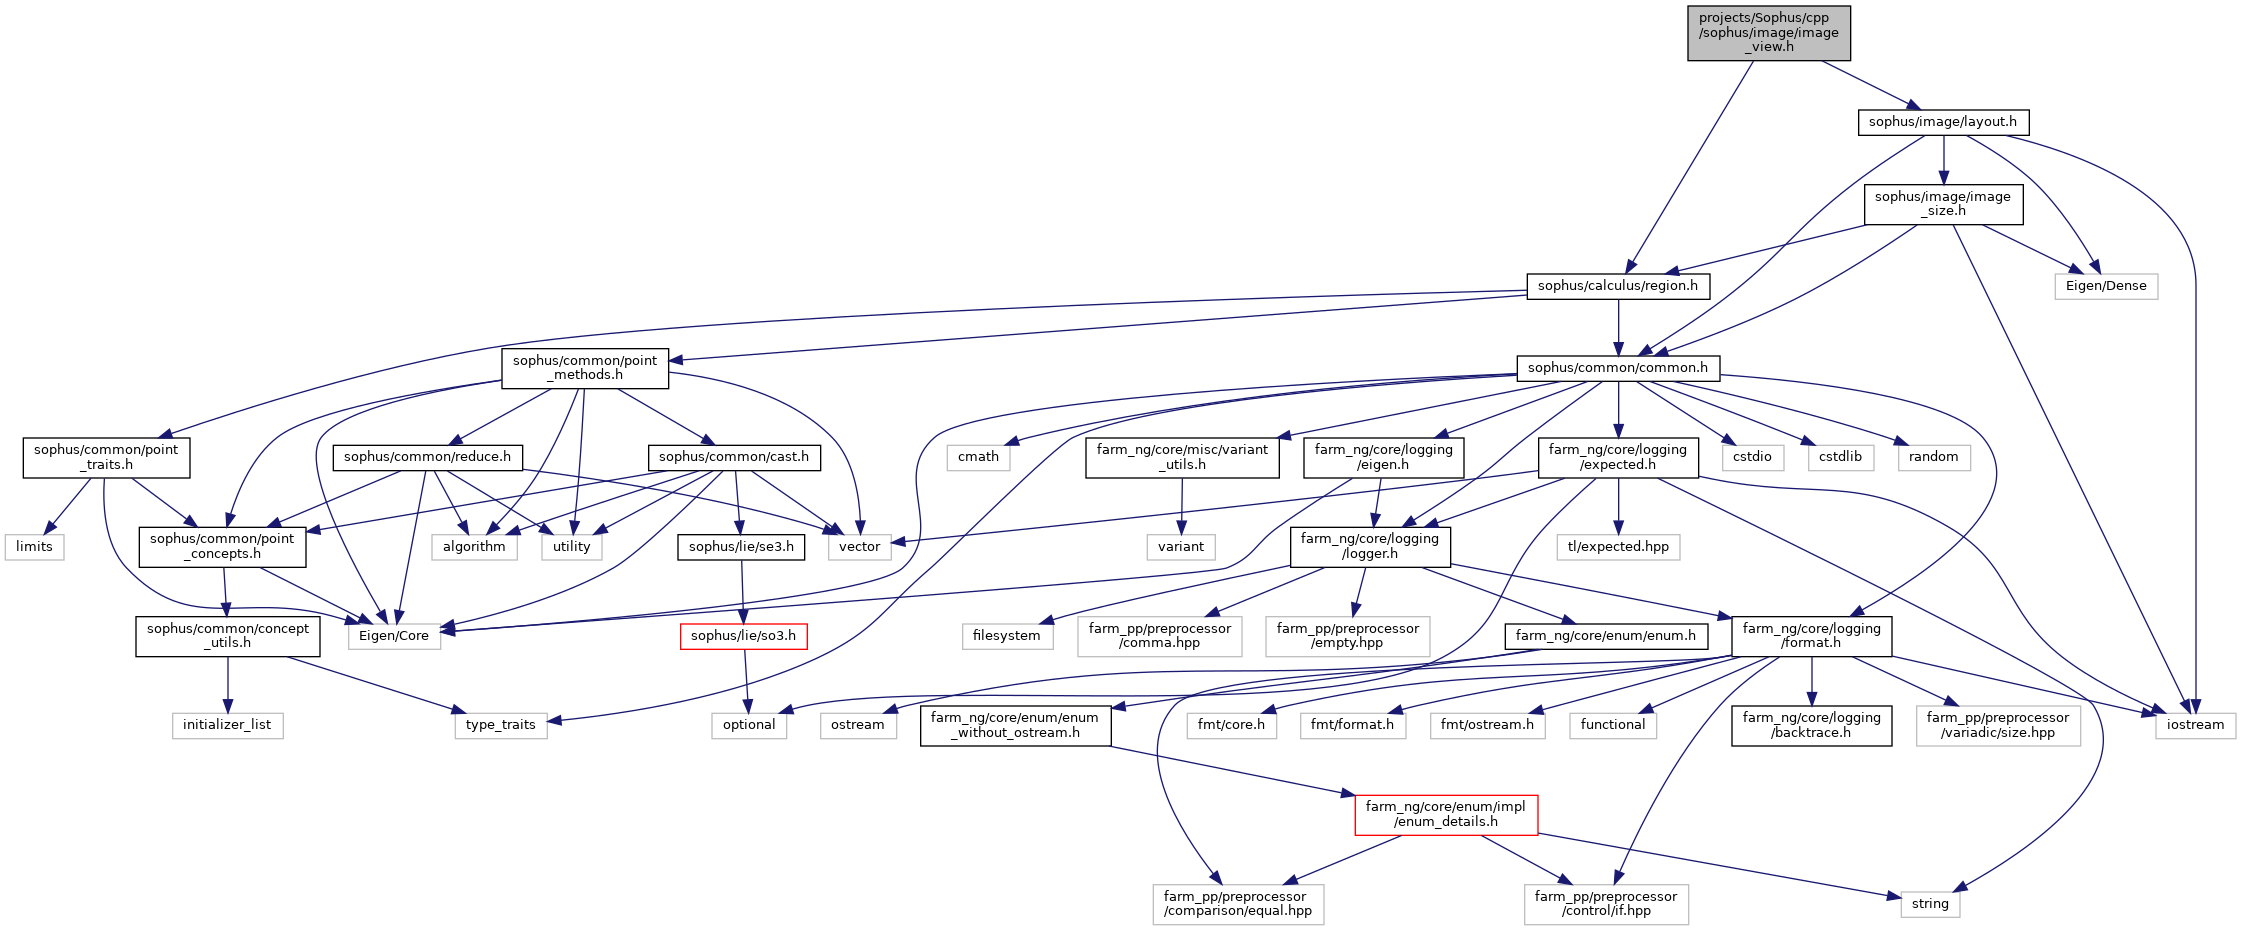 projects/Sophus/cpp
/sophus/image/image
_view.h
sophus/image/layout.h
sophus/image/image
_size.h
sophus/calculus/region.h
Eigen/Dense
sophus/common/point
_methods.h
sophus/common/common.h
sophus/common/point
_traits.h
sophus/common/reduce.h
sophus/common/cast.h
cmath
farm_ng/core/misc/variant
_utils.h
farm_ng/core/logging
/eigen.h
farm_ng/core/logging
/expected.h
cstdio
cstdlib
random
limits
sophus/common/point
_concepts.h
algorithm
utility
sophus/lie/se3.h
vector
variant
farm_ng/core/logging
/logger.h
tl/expected.hpp
sophus/common/concept
_utils.h
Eigen/Core
sophus/lie/so3.h
filesystem
farm_pp/preprocessor
/comma.hpp
farm_pp/preprocessor
/empty.hpp
farm_ng/core/enum/enum.h
farm_ng/core/logging
/format.h
initializer_list
type_traits
optional
ostream
farm_ng/core/enum/enum
_without_ostream.h
fmt/core.h
fmt/format.h
fmt/ostream.h
functional
farm_ng/core/logging
/backtrace.h
farm_pp/preprocessor
/variadic/size.hpp
iostream
farm_ng/core/enum/impl
/enum_details.h
farm_pp/preprocessor
/comparison/equal.hpp
farm_pp/preprocessor
/control/if.hpp
string